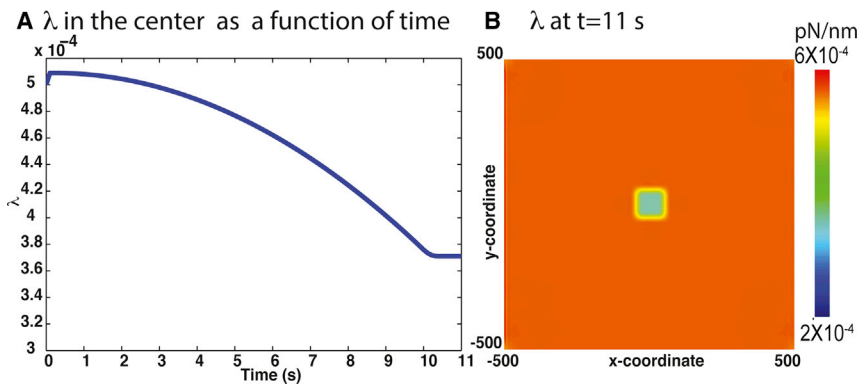 A λ in the center as a function of time
x 10⁻⁴
5
4.8
4.6
4.4
4.2
4
3.8
3.6
3.4
3.2
3
λ
0 1 2 3 4 5 6 7 8 9 10 11
Time (s)
B λ at t=11 s
500
y-coordinate
-500
-500 x-coordinate 500
pN/nm
6X10⁻⁴
2X10⁻⁴